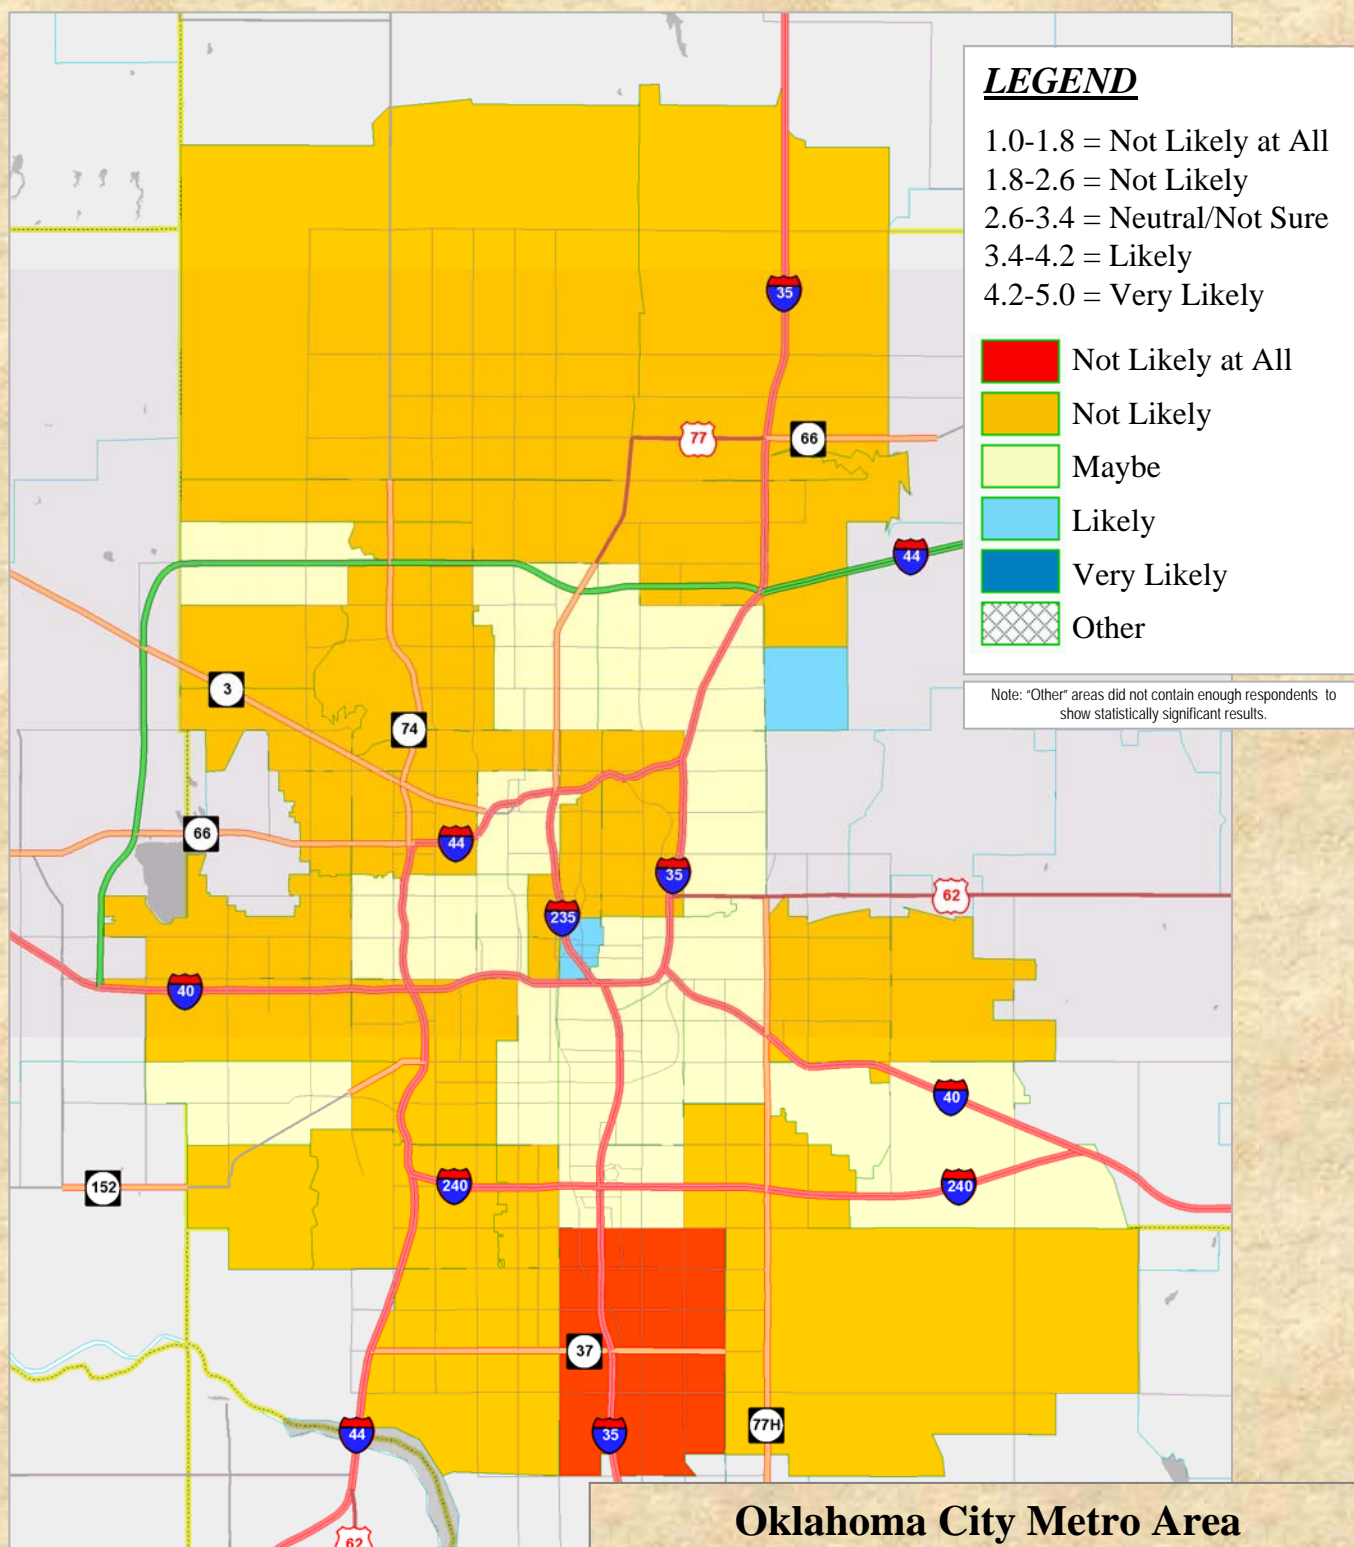 LEGEND
1.0-1.8 = Not Likely at All
1.8-2.6 = Not Likely
2.6-3.4 = Neutral/Not Sure
3.4-4.2 = Likely
4.2-5.0 = Very Likely
Not Likely at All
Not Likely
Maybe
Likely
Very Likely
Other
Note: “Other” areas did not contain enough respondents to
show statistically significant results.
35
77
66
44
3
74
66
44
35
62
235
40
40
152
240
240
37
77H
44
35
62
Oklahoma City Metro Area